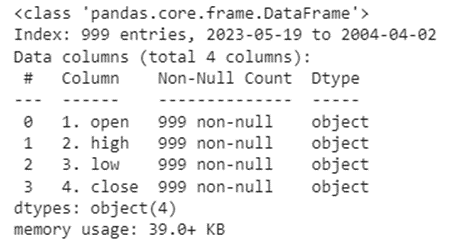 <class 'pandas.core.frame.DataFrame'>
Index: 999 entries, 2023-05-19 to 2004-04-02
Data columns (total 4 columns):
 #   Column    Non-Null Count  Dtype
---  ------    --------------  -----
 0   1. open   999 non-null    object
 1   2. high   999 non-null    object
 2   3. low    999 non-null    object
 3   4. close  999 non-null    object
dtypes: object(4)
memory usage: 39.0+ KB